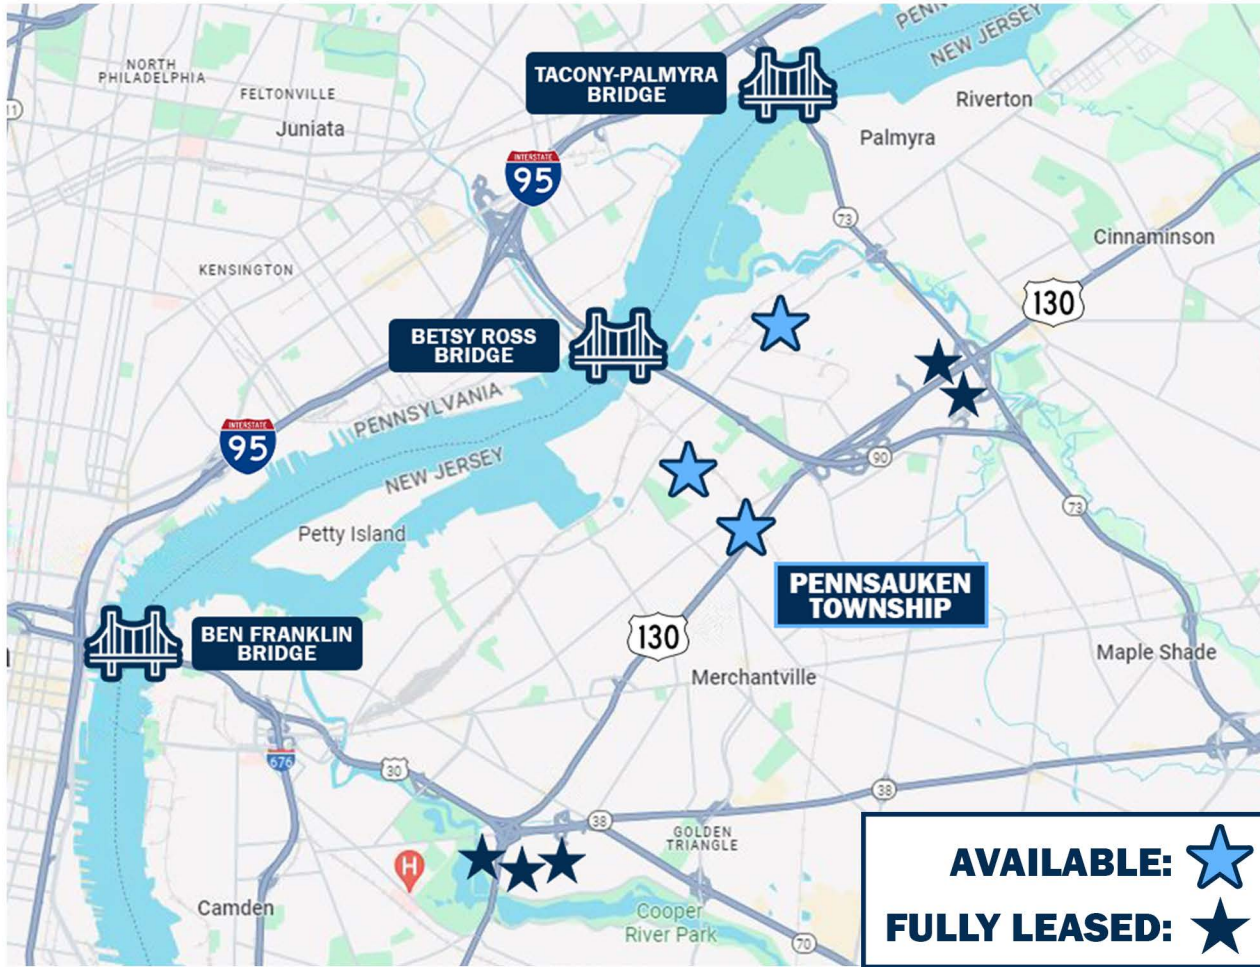 PENN
NEW JERSEY
NORTH
PHILADELPHIA
TACONY-PALMYRA
BRIDGE
FELTONVILLE
Riverton
11
Juniata
Palmyra
INTERSTATE
95
73
Cinnaminson
KENSINGTON
130
BETSY ROSS
BRIDGE
PENNSYLVANIA
NEW JERSEY
INTERSTATE
95
90
73
Petty Island
PENNSAUKEN
TOWNSHIP
BEN FRANKLIN
BRIDGE
130
Maple Shade
Merchantville
676
30
38
38
GOLDEN
TRIANGLE
H
Camden
Cooper
River Park
70
AVAILABLE:
FULLY LEASED: